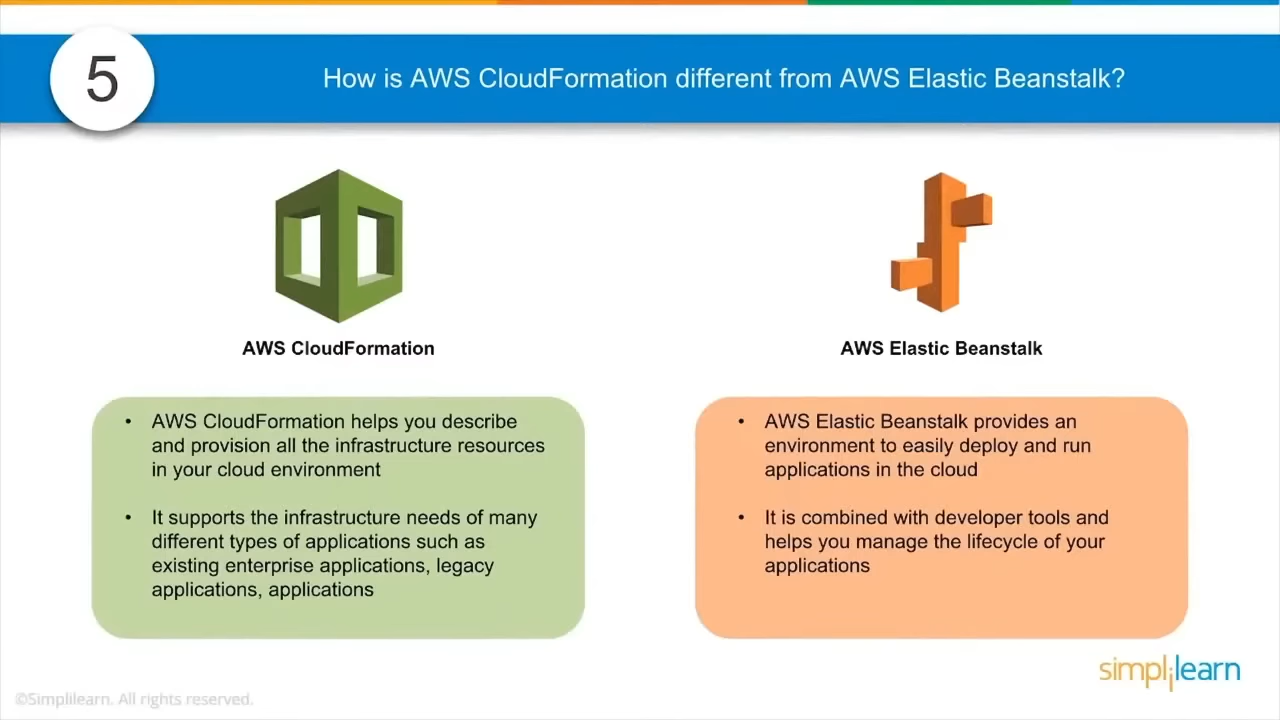 5
How is AWS CloudFormation different from AWS Elastic Beanstalk?
AWS CloudFormation
• AWS CloudFormation helps you describe
and provision all the infrastructure resources
in your cloud environment
• It supports the infrastructure needs of many
different types of applications such as
existing enterprise applications, legacy
applications, applications
AWS Elastic Beanstalk
• AWS Elastic Beanstalk provides an
environment to easily deploy and run
applications in the cloud
• It is combined with developer tools and
helps you manage the lifecycle of your
applications
simplilearn
©Simplilearn. All rights reserved.